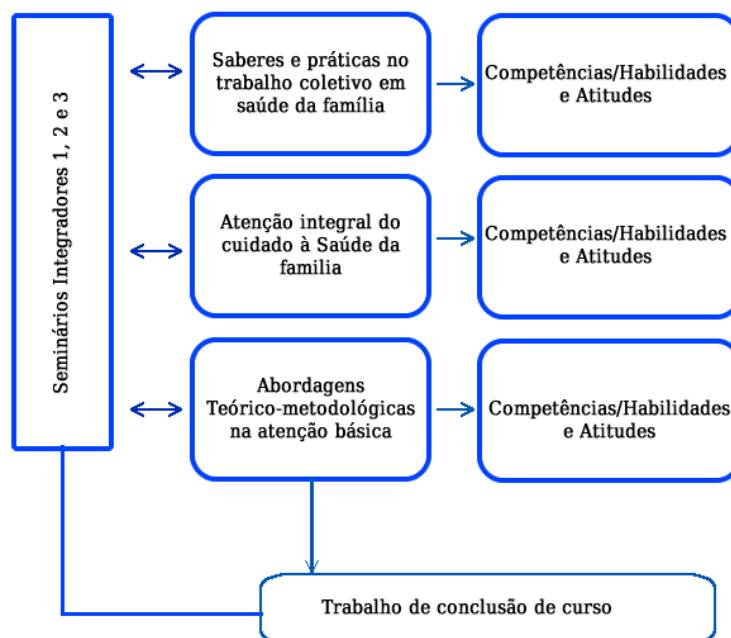 Seminários Integradores 1, 2 e 3
Saberes e práticas no
trabalho coletivo em
saúde da família
Competências/Habilidades
e Atitudes
Atenção integral do
cuidado à Saúde da
familia
Competências/Habilidades
e Atitudes
Abordagens
Teórico-metodológicas
na atenção básica
Competências/Habilidades
e Atitudes
Trabalho de conclusão de curso